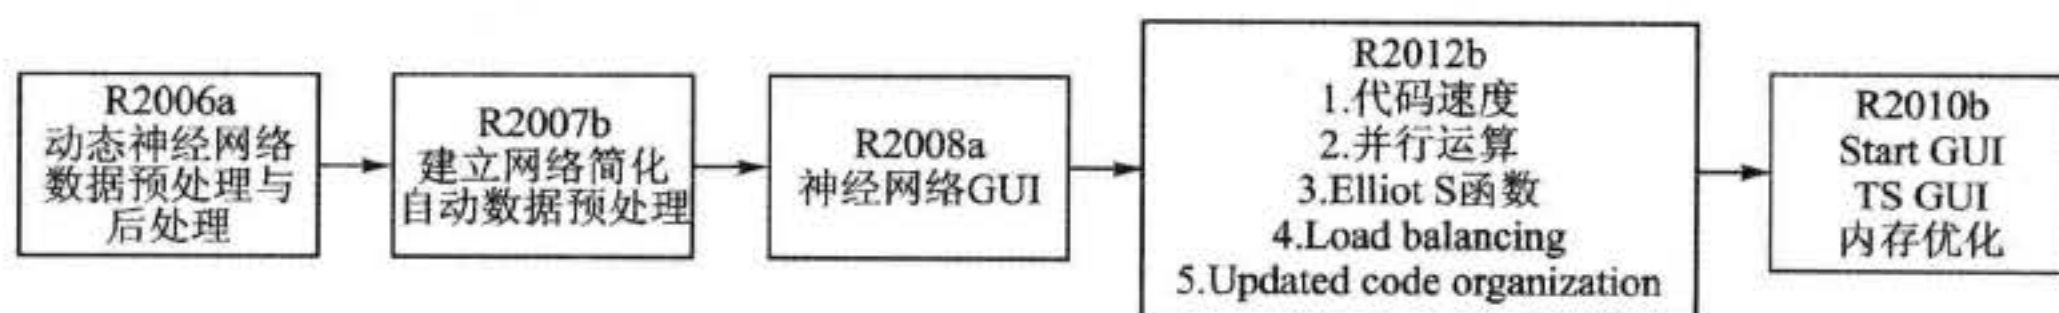 R2006a
动态神经网络
数据预处理与
后处理
R2007b
建立网络简化
自动数据预处理
R2008a
神经网络GUI
R2012b
1.代码速度
2.并行运算
3.Elliot S函数
4.Load balancing
5.Updated code organization
R2010b
Start GUI
TS GUI
内存优化